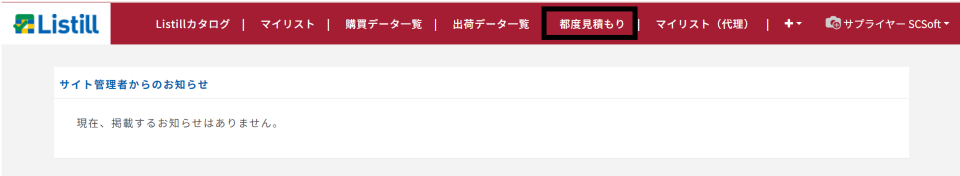 Listill Listillカタログ | マイリスト | 購買データ一覧 | 出荷データ一覧 都度見積もり | マイリスト（代理） | + サプライヤー SCSoft
サイト管理者からのお知らせ
現在、掲載するお知らせはありません。